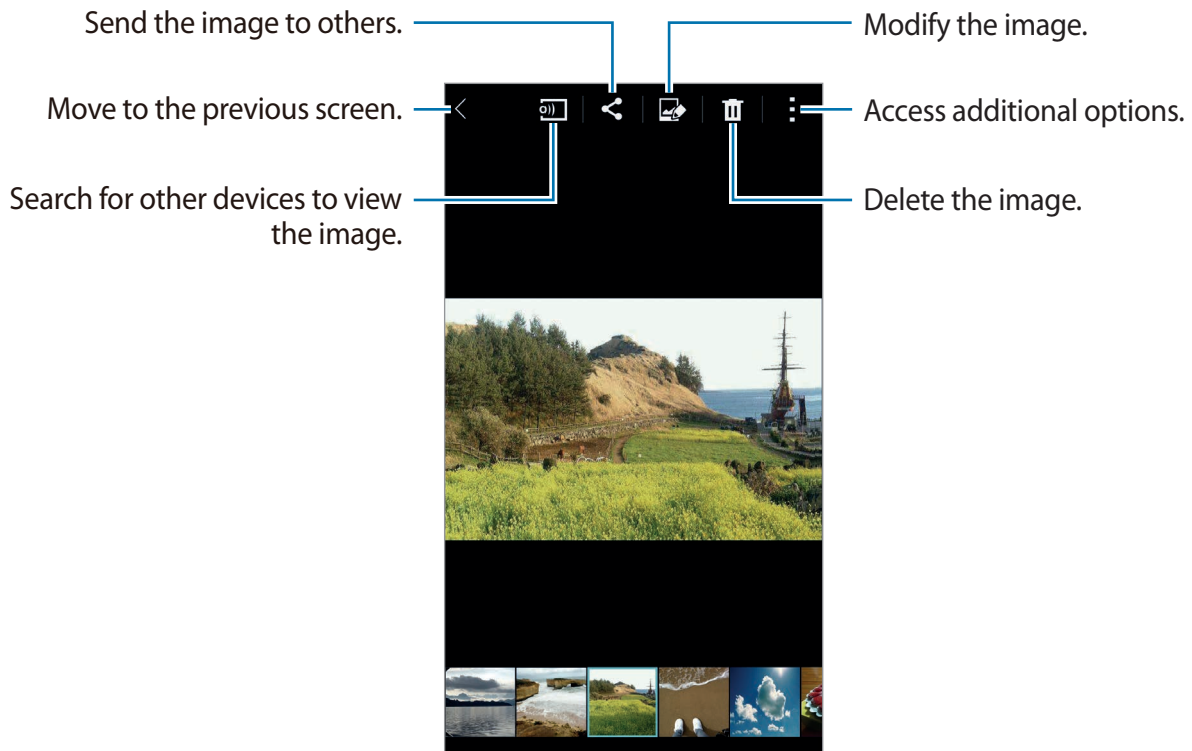 Send the image to others.
Modify the image.
Move to the previous screen.
Access additional options.
Search for other devices to view
the image.
Delete the image.